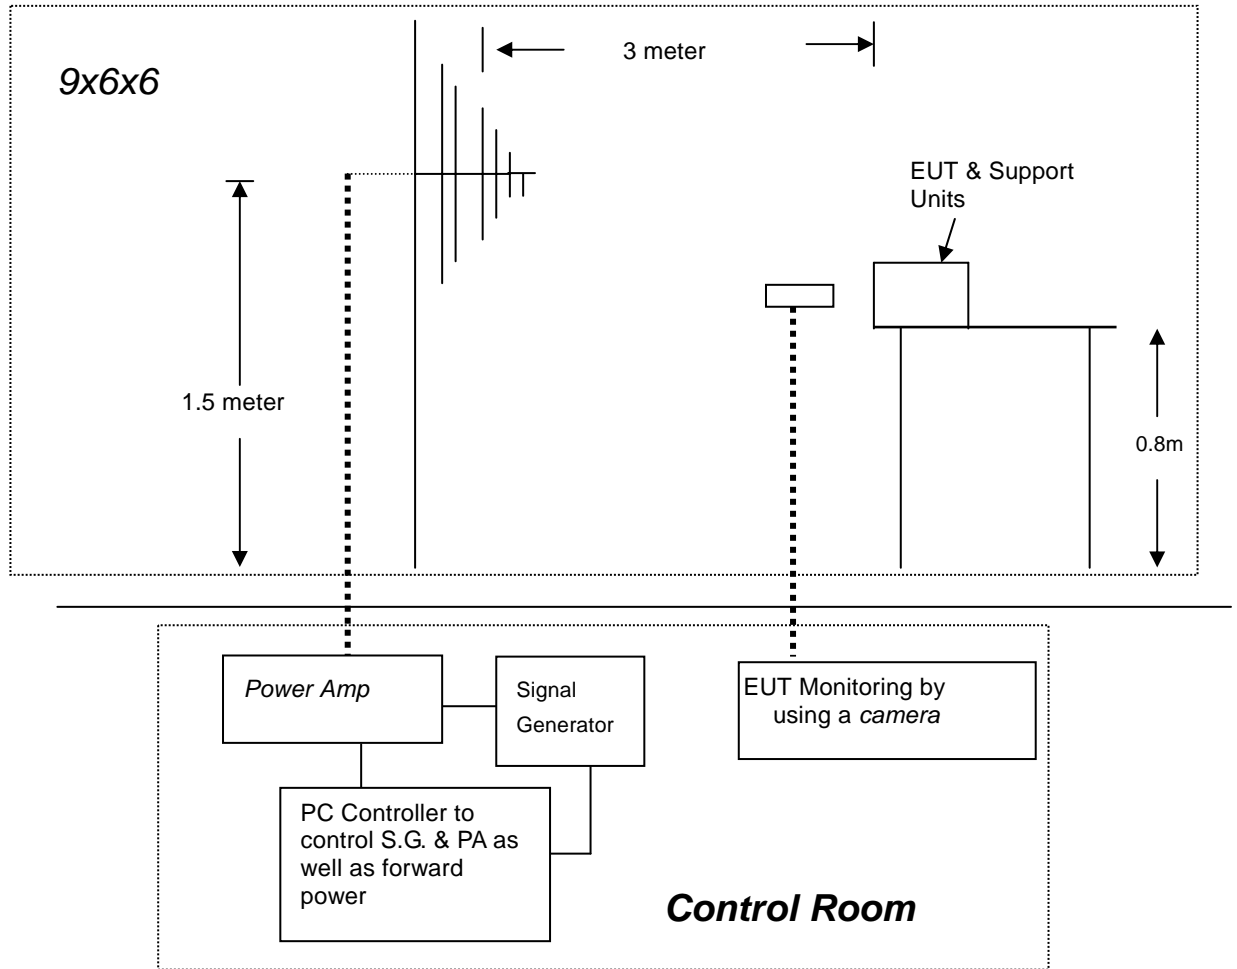 3 meter
9x6x6
EUT & Support
Units
1.5 meter
0.8m
Power Amp
Signal
Generator
EUT Monitoring by
using a camera
PC Controller to
control S.G. & PA as
well as forward
power
Control Room